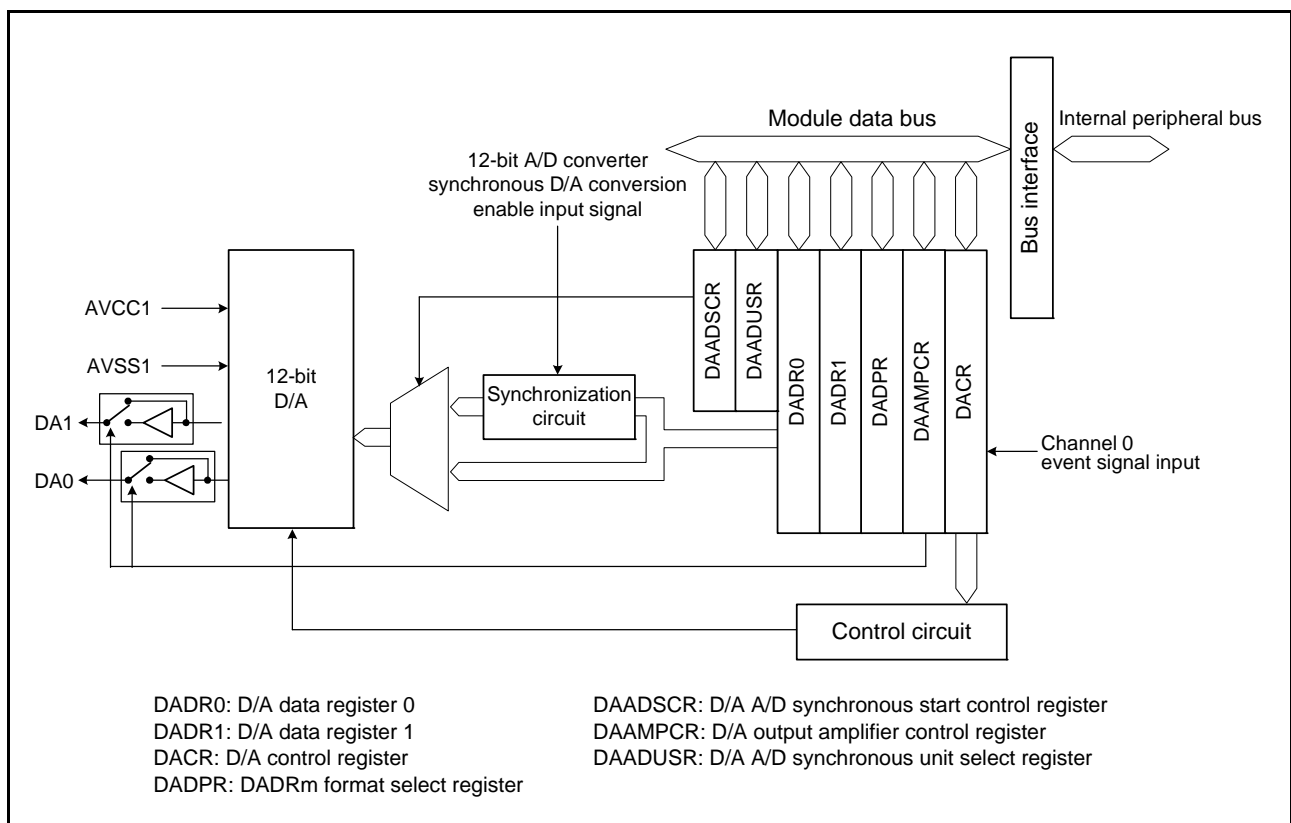 Module data bus
Bus interface
Internal peripheral bus
12-bit A/D converter
synchronous D/A conversion
enable input signal
AVCC1
AVSS1
DA1
DA0
12-bit
D/A
Synchronization
circuit
DAADSCR
DAADUSR
DADR0
DADR1
DADPR
DAAMPCR
DACR
Channel 0
event signal input
Control circuit
DADR0: D/A data register 0
DADR1: D/A data register 1
DACR: D/A control register
DADPR: DADRm format select register
DAADSCR: D/A A/D synchronous start control register
DAAMPCR: D/A output amplifier control register
DAADUSR: D/A A/D synchronous unit select register